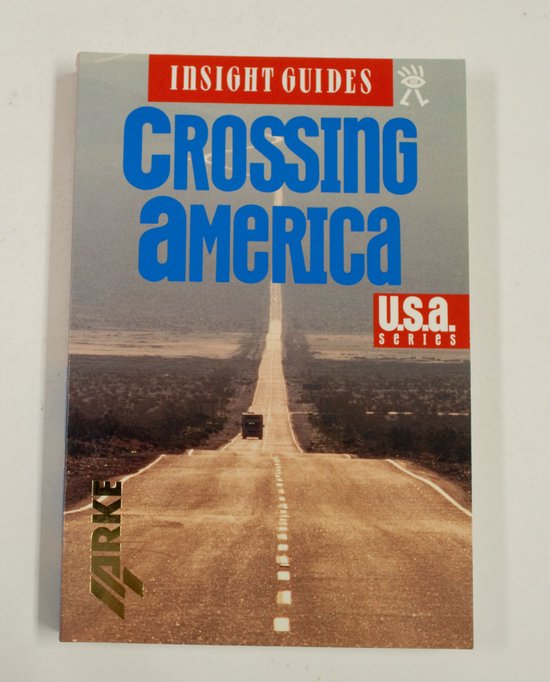 INSIGHT GUIDES
CROSSING
aMERICa
U.S.a.
SERIES
ARKE